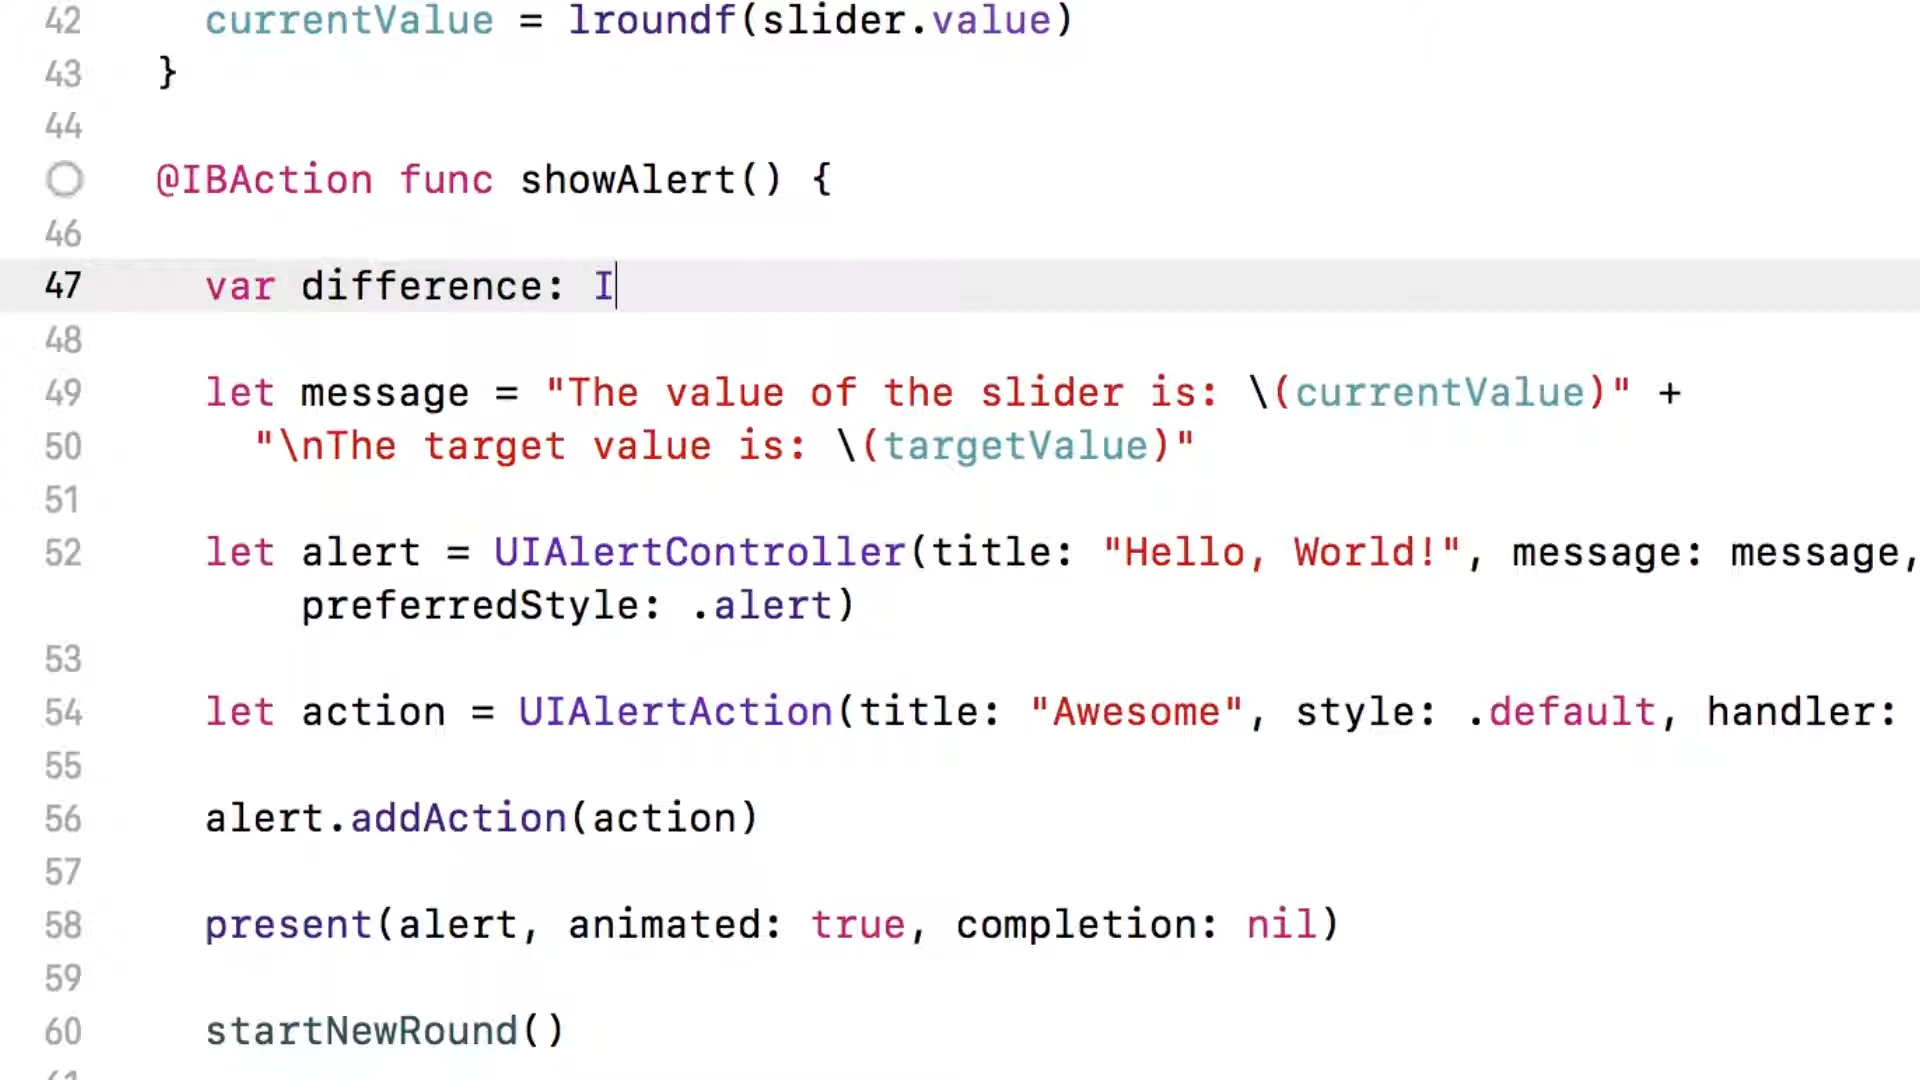 42 currentValue = lroundf(slider.value)
43 }
44
@IBAction func showAlert() {
46
47 var difference: I
48
49 let message = "The value of the slider is: \(currentValue)" +
50 "\nThe target value is: \(targetValue)"
51
52 let alert = UIAlertController(title: "Hello, World!", message: message,
preferredStyle: .alert)
53
54 let action = UIAlertAction(title: "Awesome", style: .default, handler:
55
56 alert.addAction(action)
57
58 present(alert, animated: true, completion: nil)
59
60 startNewRound()
61